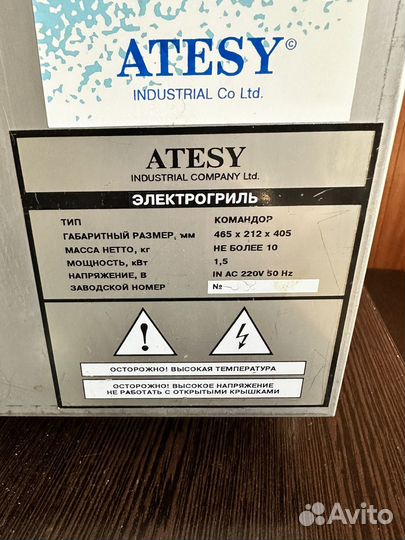 ATESY©
INDUSTRIAL Co Ltd.
ATESY
INDUSTRIAL COMPANY Ltd.
ЭЛЕКТРОГРИЛЬ
ТИП КОМАНДОР
ГАБАРИТНЫЙ РАЗМЕР, мм 465 x 212 x 405
МАССА НЕТТО, кг НЕ БОЛЕЕ 10
МОЩНОСТЬ, кВт 1,5
НАПРЯЖЕНИЕ, В IN AC 220V 50 Hz
ЗАВОДСКОЙ НОМЕР №
ОСТОРОЖНО! ВЫСОКАЯ ТЕМПЕРАТУРА
ОСТОРОЖНО! ВЫСОКОЕ НАПРЯЖЕНИЕ
НЕ РАБОТАТЬ С ОТКРЫТЫМИ КРЫШКАМИ
Avito